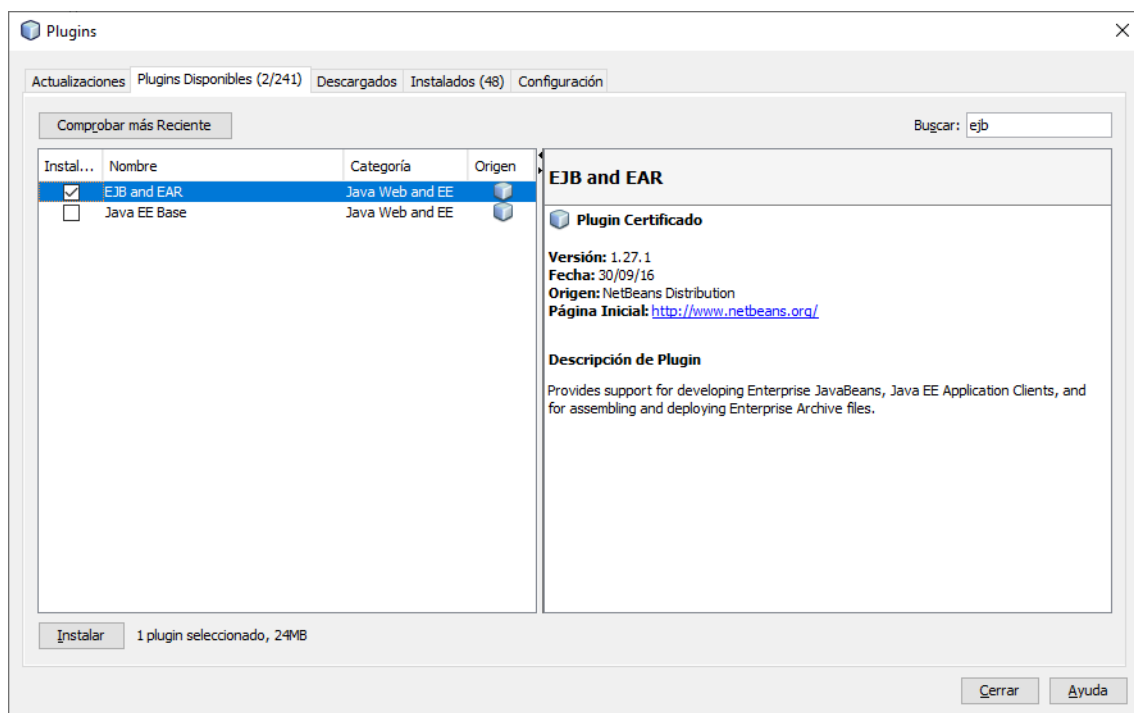 Plugins
Actualizaciones Plugins Disponibles (2/241) Descargados Instalados (48) Configuración
Comprobar más Reciente Buscar: ejb
Instal... Nombre Categoría Origen
EJB and EAR Java Web and EE
Java EE Base Java Web and EE
EJB and EAR
Plugin Certificado
Versión: 1.27.1
Fecha: 30/09/16
Origen: NetBeans Distribution
Página Inicial: http://www.netbeans.org/
Descripción de Plugin
Provides support for developing Enterprise JavaBeans, Java EE Application Clients, and
for assembling and deploying Enterprise Archive files.
Instalar 1 plugin seleccionado, 24MB
Cerrar Ayuda